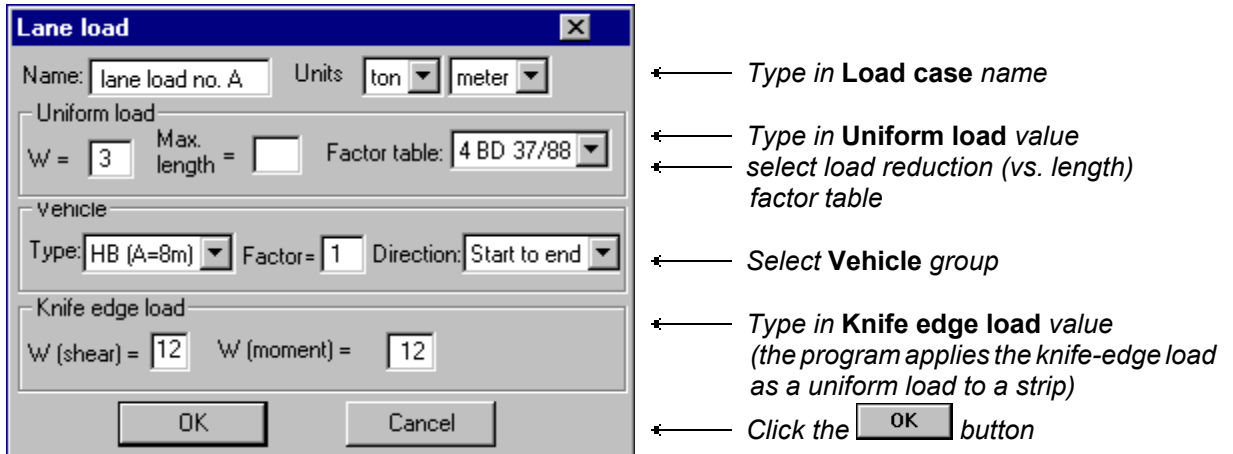 Lane load
Name: lane load no. A Units ton meter
Type in Load case name
Uniform load
W = 3 Max. length = Factor table: 4 BD 37/88
Type in Uniform load value
select load reduction (vs. length)
factor table
Vehicle
Type: HB (A=8m) Factor= 1 Direction: Start to end
Select Vehicle group
Knife edge load
W (shear) = 12 W (moment) = 12
Type in Knife edge load value
(the program applies the knife-edge load
as a uniform load to a strip)
OK Cancel
Click the OK button